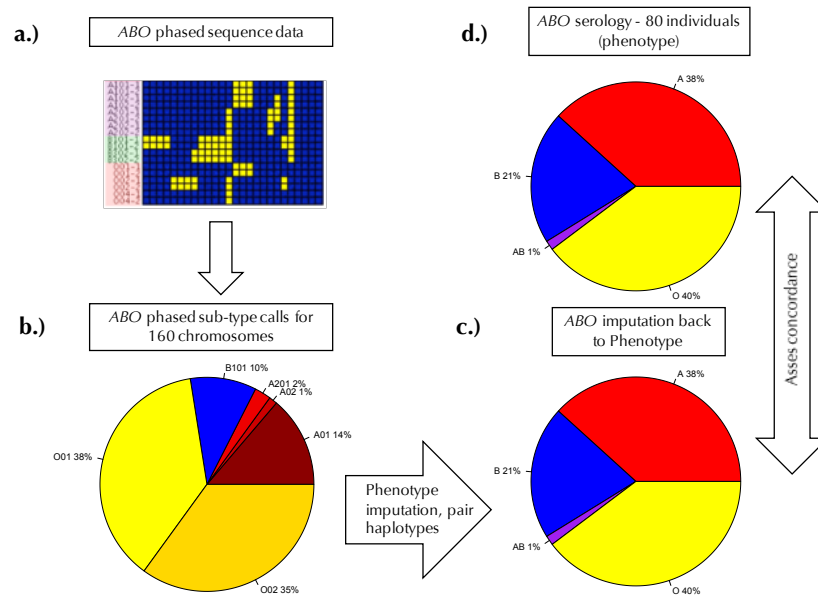 a.)
ABO phased sequence data
b.)
ABO phased sub-type calls for
160 chromosomes
B101 10%
A201 2%
A02 1%
A01 14%
O01 38%
O02 35%
Phenotype
imputation, pair
haplotypes
d.)
ABO serology - 80 individuals
(phenotype)
A 38%
B 21%
AB 1%
O 40%
c.)
ABO imputation back
to Phenotype
A 38%
B 21%
AB 1%
O 40%
Asses concordance